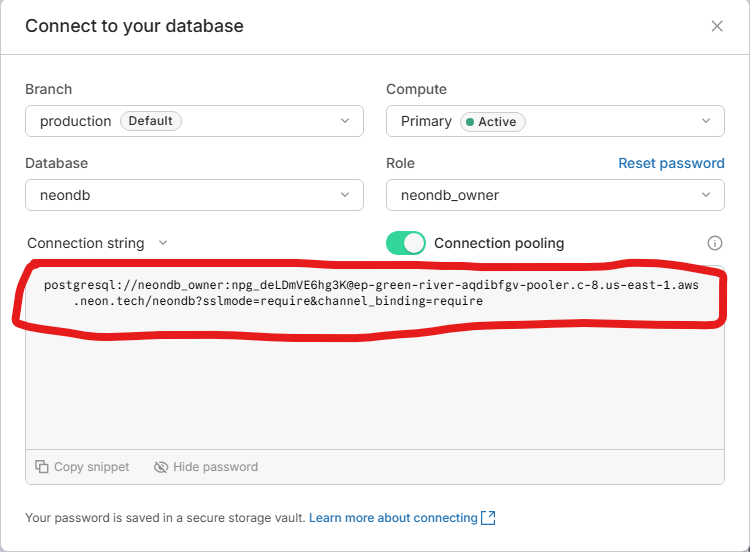 Connect to your database
Branch
Compute
production Default
Primary Active
Database
Role
Reset password
neondb
neondb_owner
Connection string
Connection pooling
postgresql://neondb_owner:npg_deLDmVE6hg3K@ep-green-river-aqdibfgv-pooler.c-8.us-east-1.aws
.neon.tech/neondb?sslmode=require&channel_binding=require
Copy snippet
Hide password
Your password is saved in a secure storage vault. Learn more about connecting